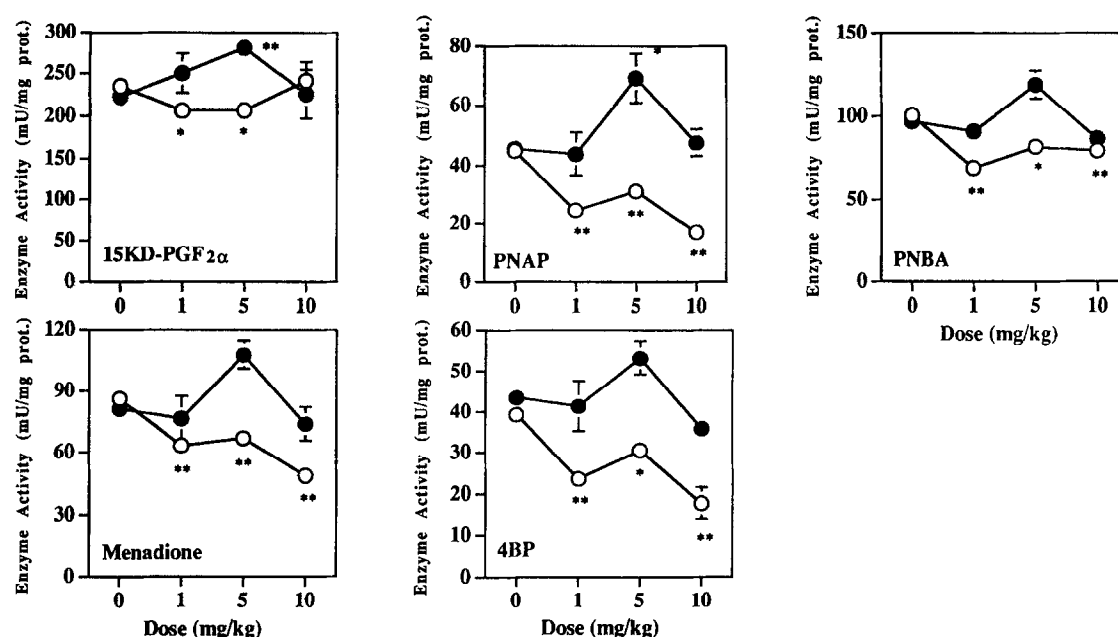 Enzyme Activity (mU/mg prot.)
300
250
200
150
100
50
0
**
*
*
15KD-PGF2α
0 1 5 10
Enzyme Activity (mU/mg prot.)
80
60
40
20
0
*
**
**
**
PNAP
0 1 5 10
Enzyme Activity (mU/mg prot.)
150
100
50
0
**
*
**
PNBA
0 1 5 10
Dose (mg/kg)
Enzyme Activity (mU/mg prot.)
120
90
60
30
0
**
**
**
Menadione
0 1 5 10
Dose (mg/kg)
Enzyme Activity (mU/mg prot.)
60
50
40
30
20
10
0
**
*
**
4BP
0 1 5 10
Dose (mg/kg)